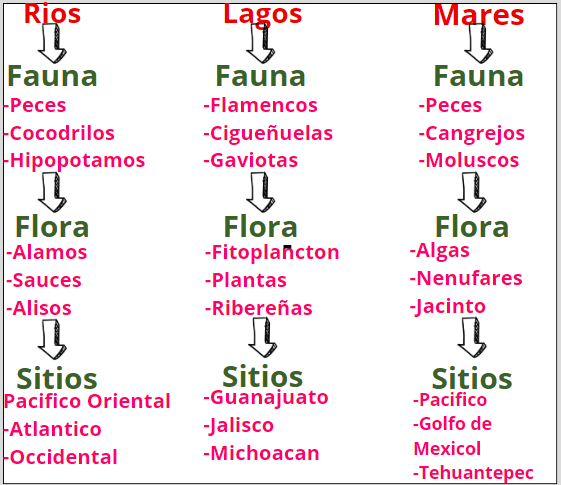 Rios
Fauna
-Peces
-Cocodrilos
-Hipopotamos
Flora
-Alamos
-Sauces
-Alisos
Sitios
Pacifico Oriental
-Atlantico
-Occidental
Lagos
Fauna
-Flamencos
-Cigueñuelas
-Gaviotas
Flora
-Fitoplancton
-Plantas
-Ribereñas
Sitios
-Guanajuato
-Jalisco
-Michoacan
Mares
Fauna
-Peces
-Cangrejos
-Moluscos
Flora
-Algas
-Nenufares
-Jacinto
Sitios
-Pacifico
-Golfo de
Mexicol
-Tehuantepec